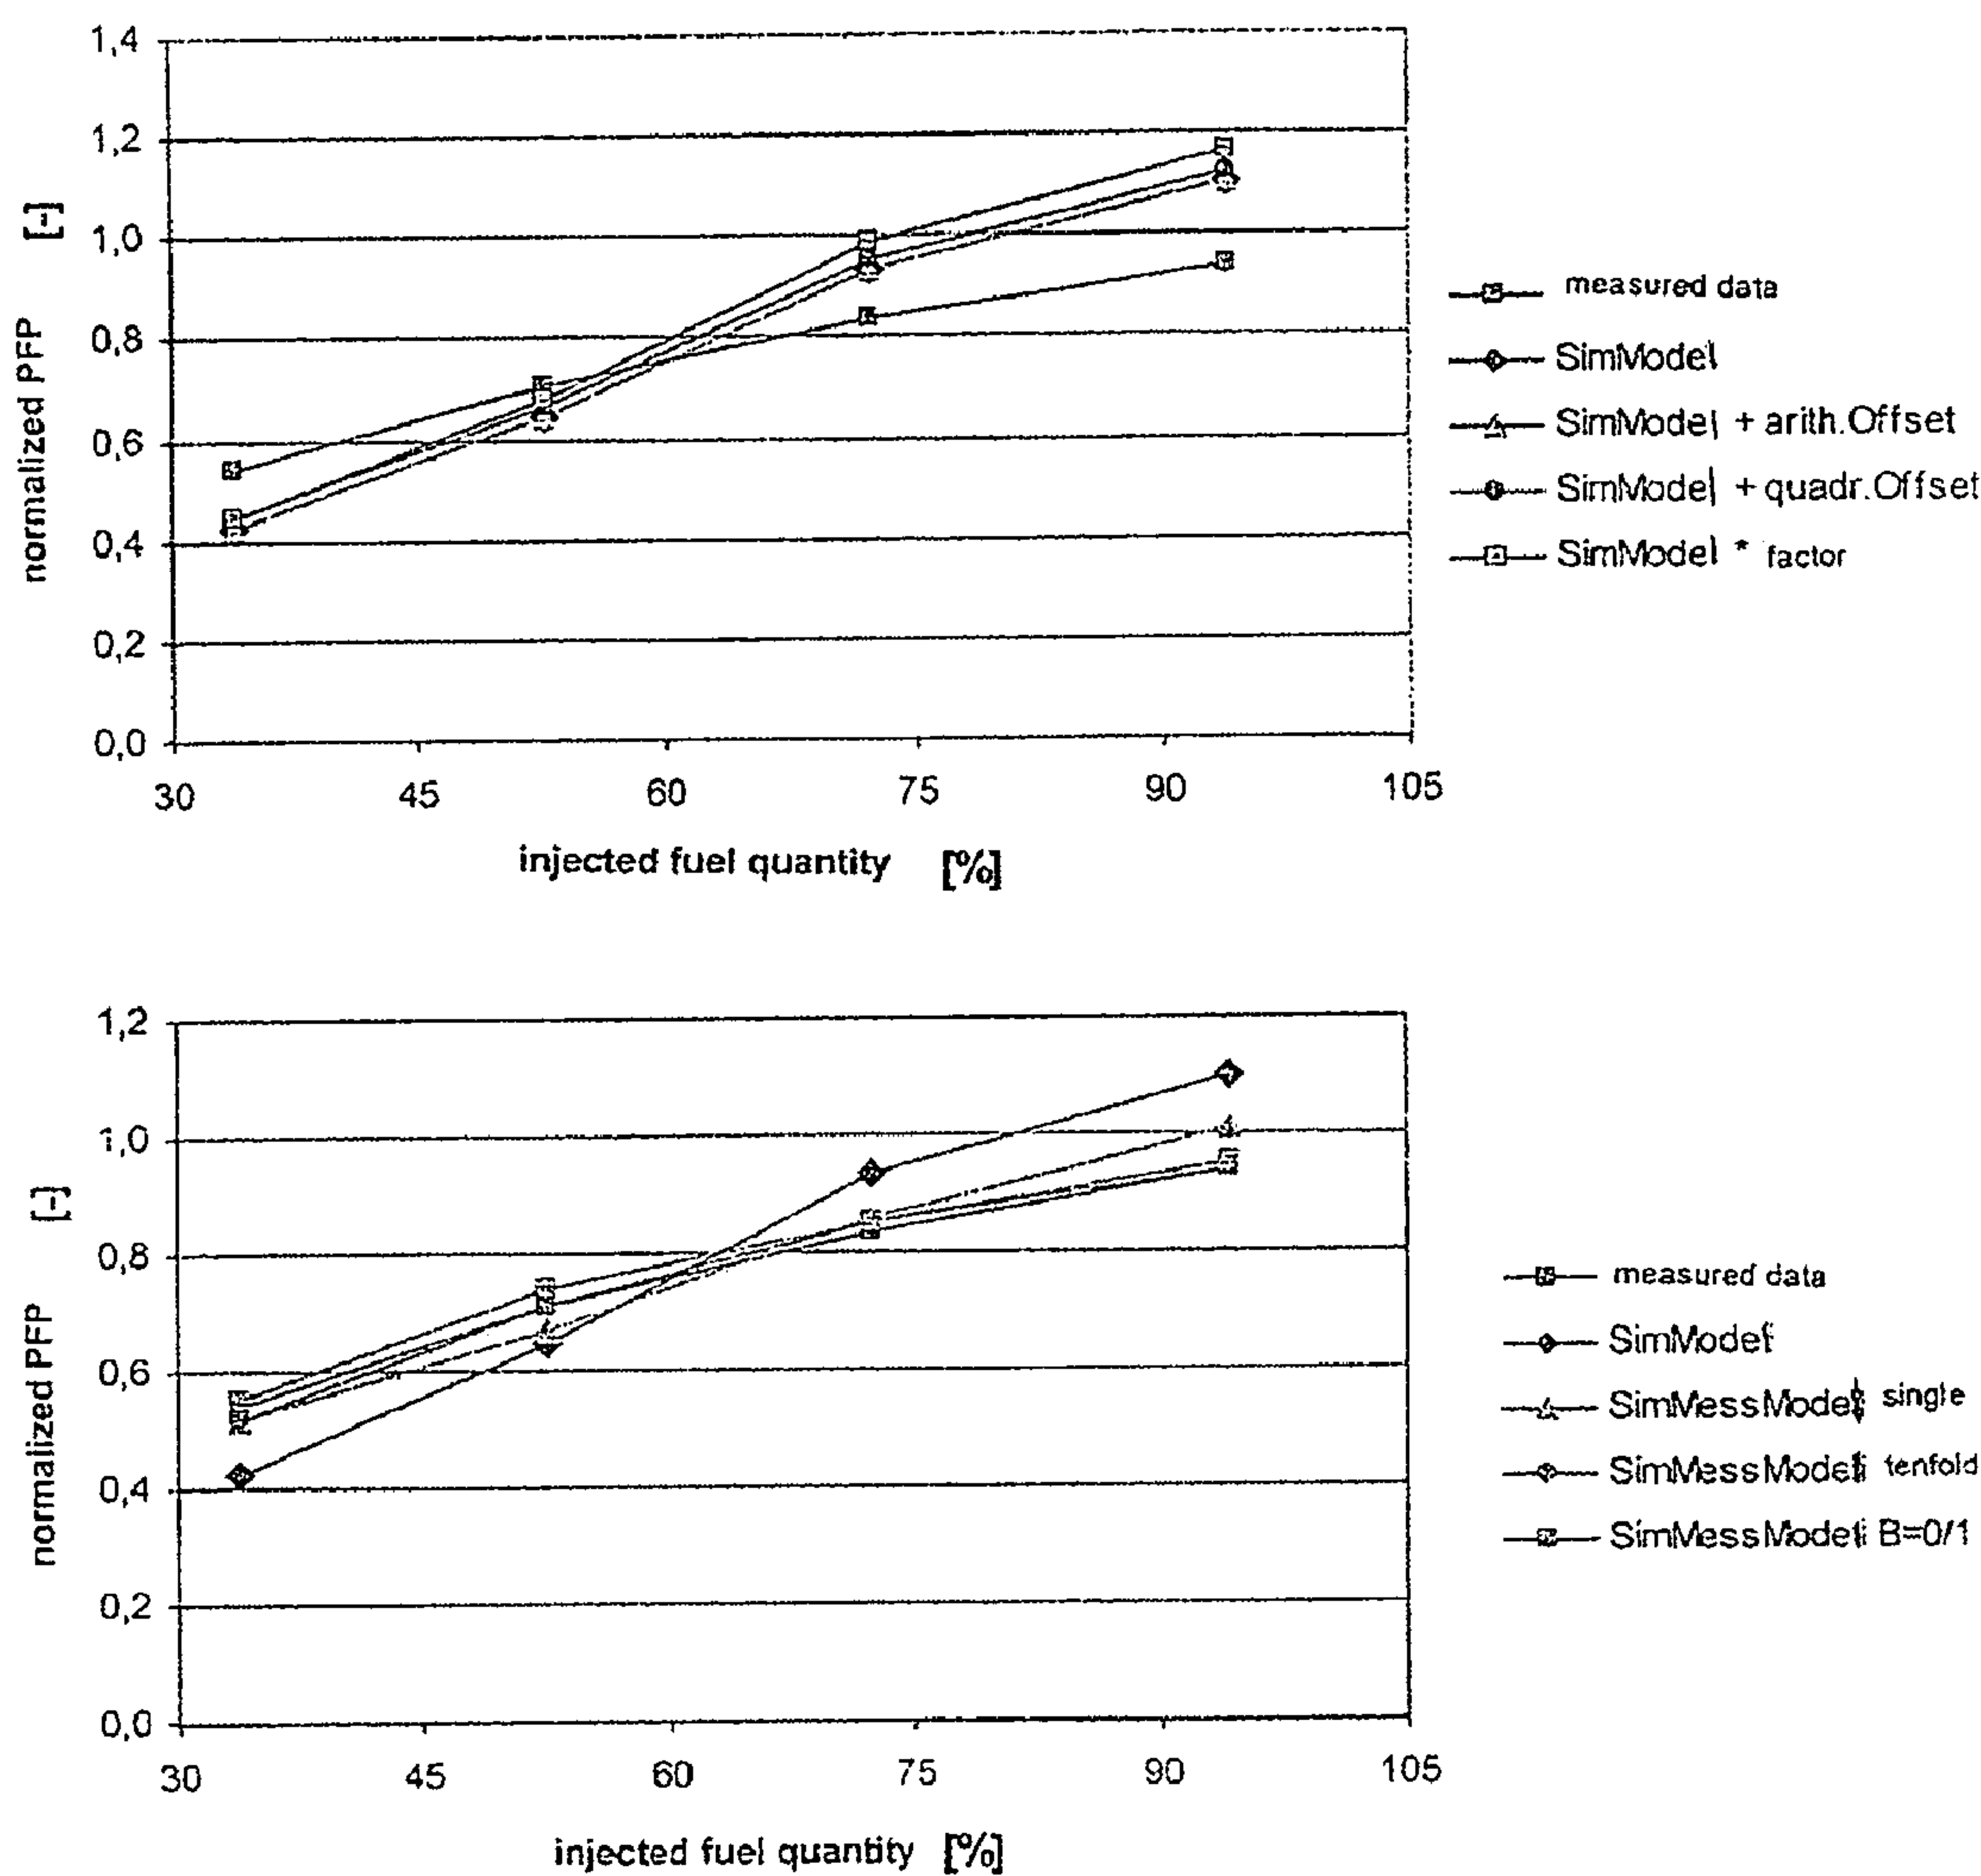 1,4
1,2
1,0
0,8
0,6
0,4
0,2
0,0
normalized PFP [-]
30 45 60 75 90 105
injected fuel quantity [%]
measured data
SimModel
SimModel + arith.Offset
SimModel + quadr.Offset
SimModel * factor
1,2
1,0
0,8
0,6
0,4
0,2
0,0
normalized PFP [-]
30 45 60 75 90 105
injected fuel quantity [%]
measured data
SimModel
SimMessModel single
SimMessModel tenfold
SimMessModel B=0/1